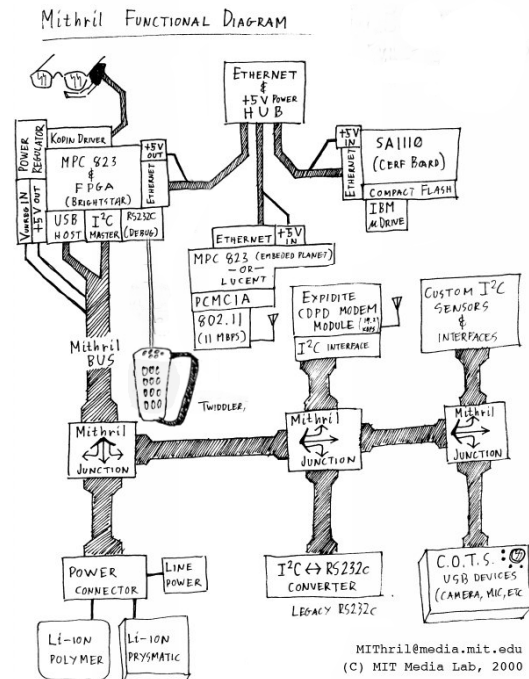 Mithril FUNCTIONAL DIAGRAM
ETHERNET
&
+5V POWER
HUB
POWER
REGULATOR
KOPIN DRIVER
+5V
OUT
MPC 823
&
FPGA
(BRIGHTSTAR)
ETHERNET
VUNREG IN
+5V OUT
USB
HOST
I²C
MASTER
RS232C
(DEBUG)
+5V
IN
ETHERNET
SA1110
(CERF BOARD)
COMPACT FLASH
IBM
μDRIVE
ETHERNET
+5V
IN
MPC 823 (EMBEDED PLANET)
-OR-
LUCENT
PCMCIA
802.11
(11 MBPS)
EXPIDITE
CDPD MODEM
MODULE (19.2 KBPS)
I²C INTERFACE
CUSTOM I²C
SENSORS
&
INTERFACES
Mithril
BUS
TWIDDLER,
Mithril
JUNCTION
Mithril
JUNCTION
Mithril
JUNCTION
POWER
CONNECTOR
LINE
POWER
Li-ION
POLYMER
Li-ION
PRYSMATIC
I²C ↔ RS232c
CONVERTER
LEGACY RS232c
C.O.T.S.
USB DEVICES
(CAMERA, MIC, ETC
MIThril@media.mit.edu
(C) MIT Media Lab, 2000